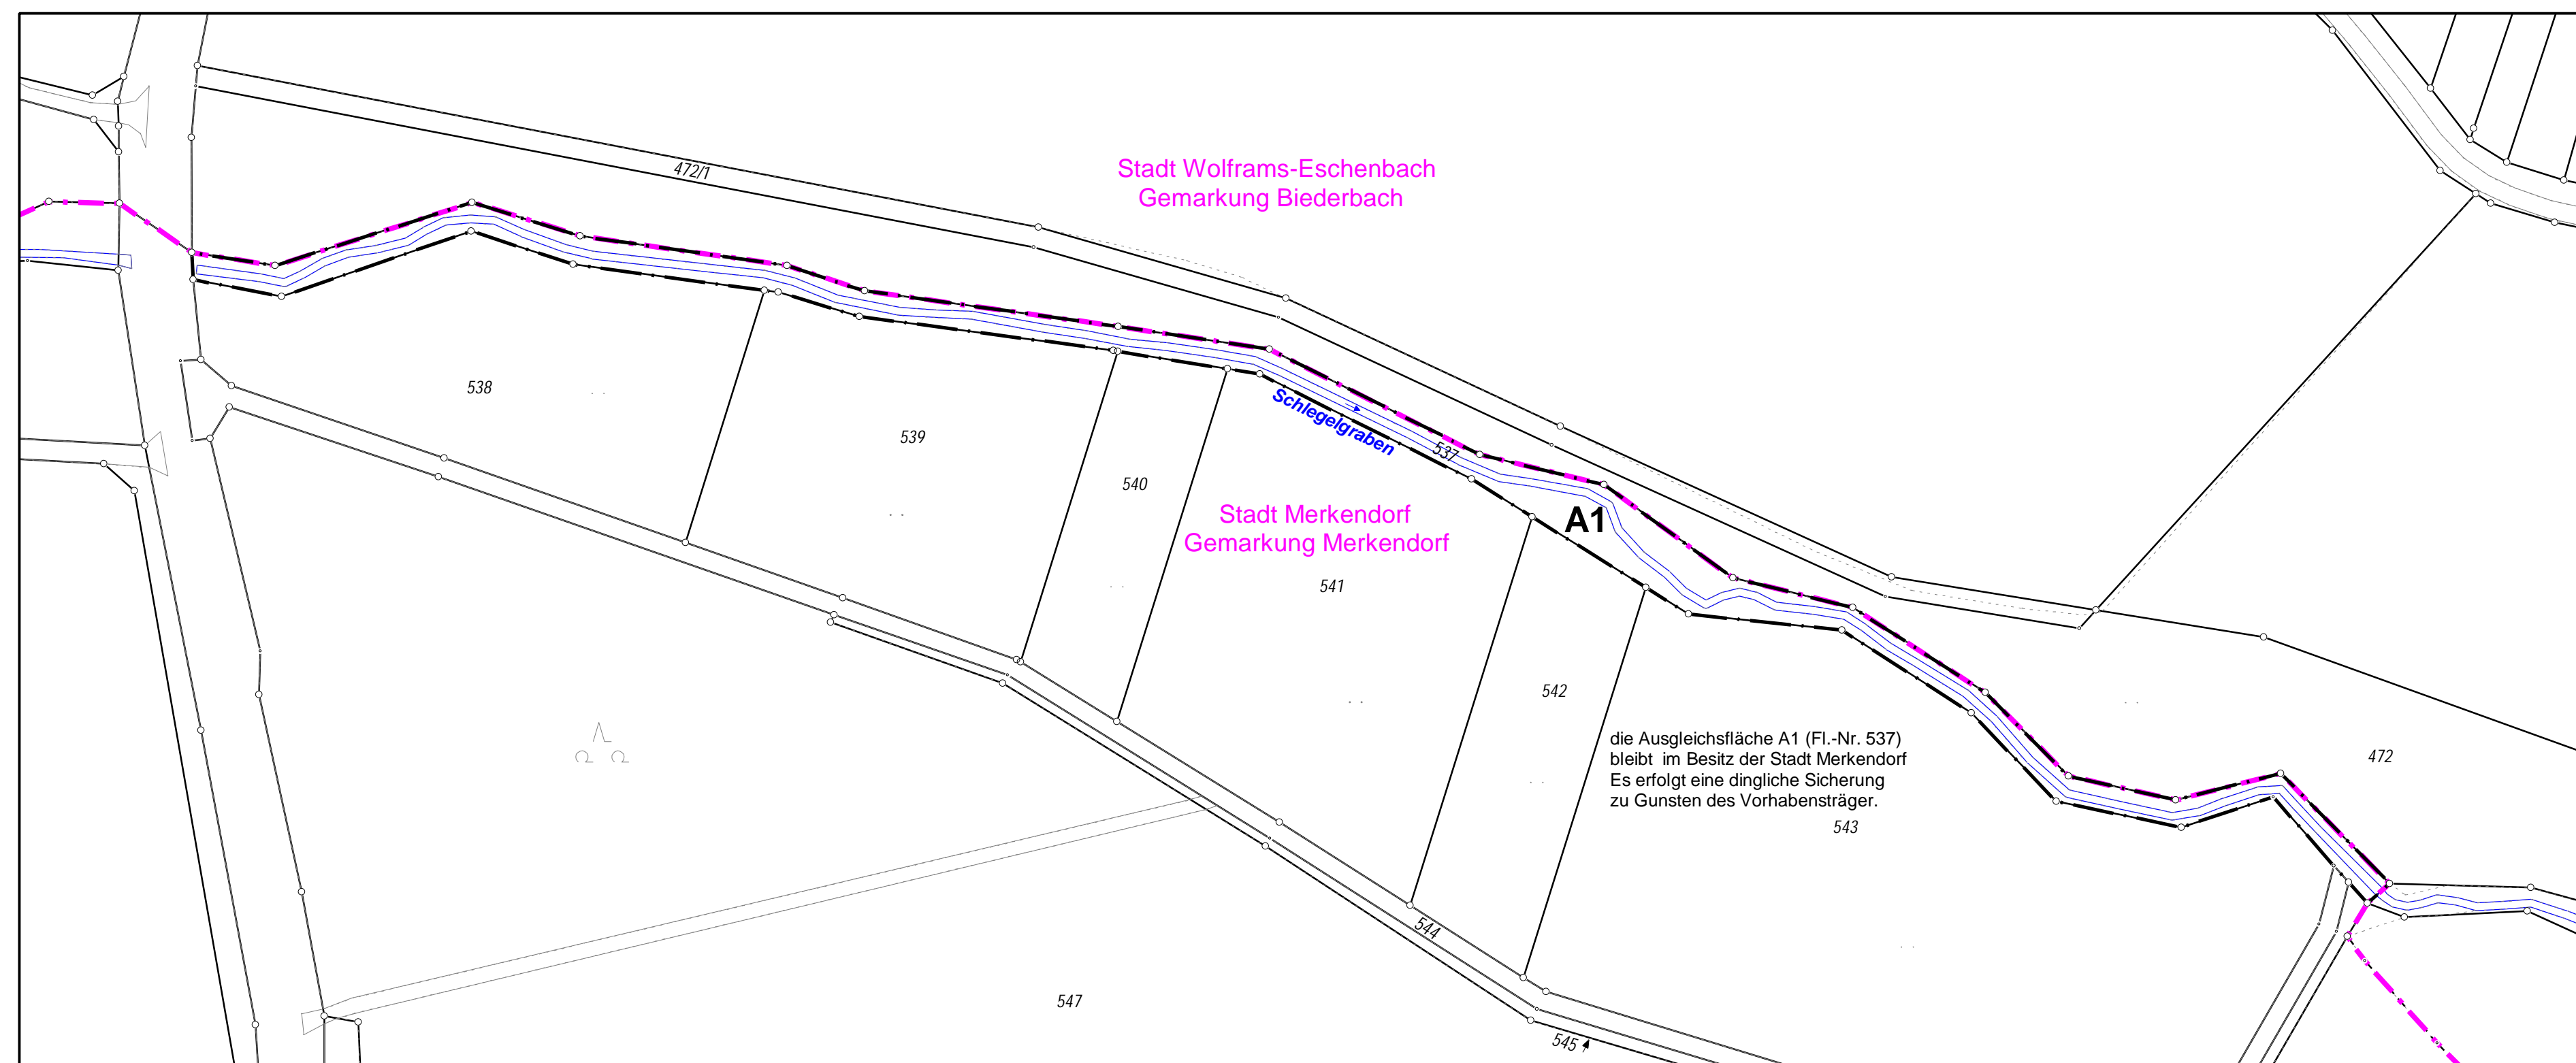 472/1
Stadt Wolframs-Eschenbach
Gemarkung Biederbach
538
539
Schlegelgraben
537
540
Stadt Merkendorf
Gemarkung Merkendorf
A1
541
542
die Ausgleichsfläche A1 (Fl.-Nr. 537)
bleibt im Besitz der Stadt Merkendorf
Es erfolgt eine dingliche Sicherung
zu Gunsten des Vorhabensträger.
472
543
544
547
545